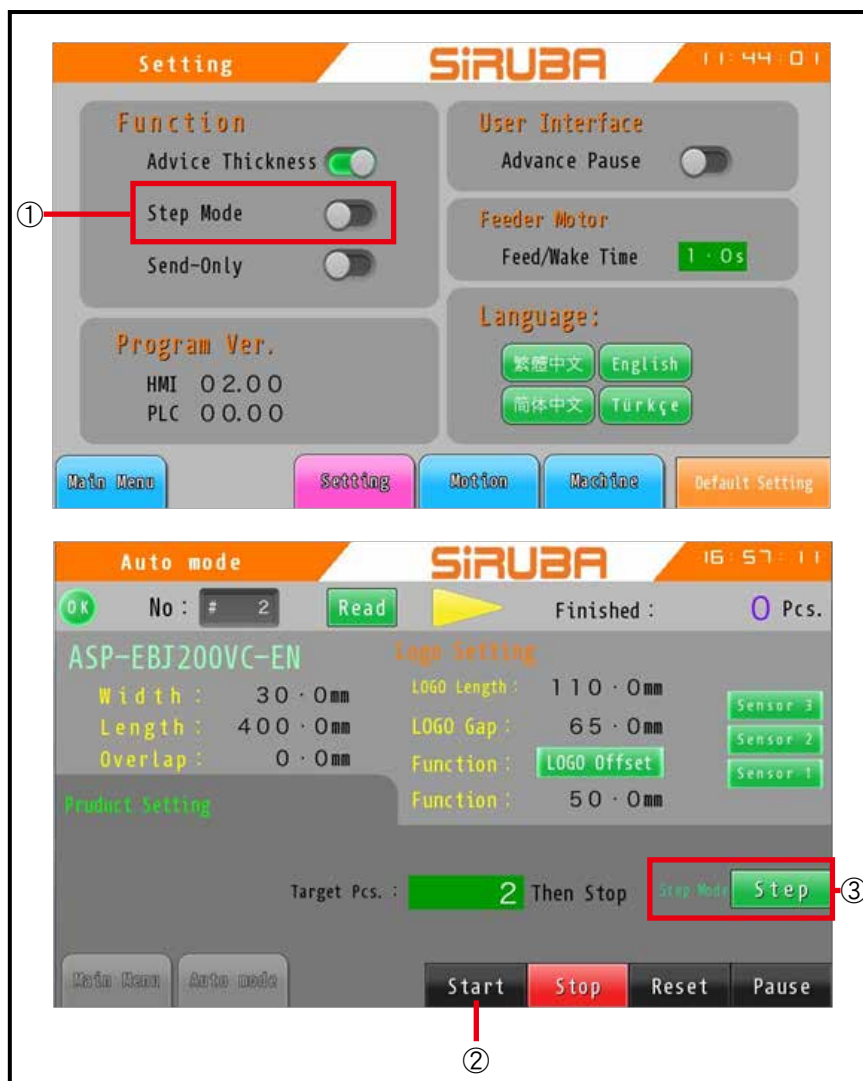 Setting SiRUBA 11:44:01
Function
Advice Thickness
① Step Mode
Send-Only
User Interface
Advance Pause
Feeder Motor
Feed/Wake Time 1.0s
Program Ver.
HMI 02.00
PLC 00.00
Language:
繁體中文 English
简体中文 Türkçe
Main Menu Setting Motion Machine Default Setting
Auto mode SiRUBA 16:57:11
OK No: # 2 Read Finished: 0 Pcs.
ASP-EBJ200VC-EN
Width: 30.0mm
Length: 400.0mm
Overlap: 0.0mm
Logo Setting
LOGO Length: 110.0mm
LOGO Gap: 65.0mm
Function: LOGO Offset
Function: 50.0mm
Sensor 3
Sensor 2
Sensor 1
Pruduct Setting
Target Pcs.: 2 Then Stop Step Mode Step ③
Main Menu Auto mode Start Stop Reset Pause
②